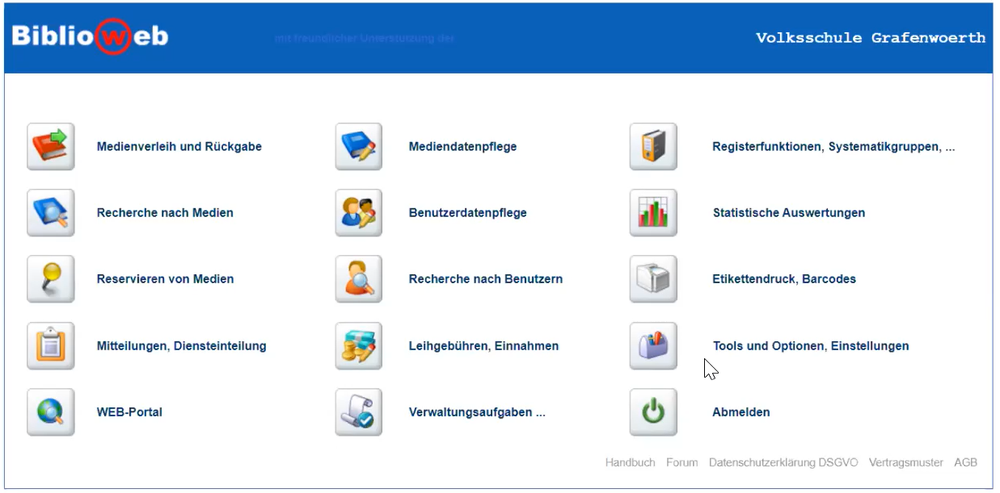 Biblioweb
mit freundlicher Unterstützung der
Volksschule Grafenwoerth
Medienverleih und Rückgabe
Mediendatenpflege
Registerfunktionen, Systematikgruppen, ...
Recherche nach Medien
Benutzerdatenpflege
Statistische Auswertungen
Reservieren von Medien
Recherche nach Benutzern
Etikettendruck, Barcodes
Mitteilungen, Diensteinteilung
Leihgebühren, Einnahmen
Tools und Optionen, Einstellungen
WEB-Portal
Verwaltungsaufgaben ...
Abmelden
Handbuch Forum Datenschutzerklärung DSGVO Vertragsmuster AGB